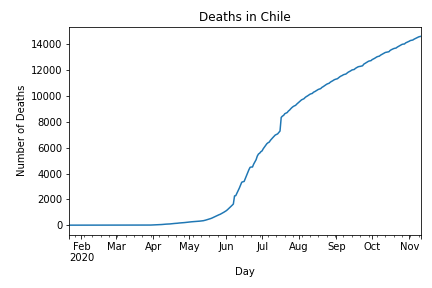 Deaths in Chile
Number of Deaths
14000
12000
10000
8000
6000
4000
2000
0
Feb Mar Apr May Jun Jul Aug Sep Oct Nov
2020
Day